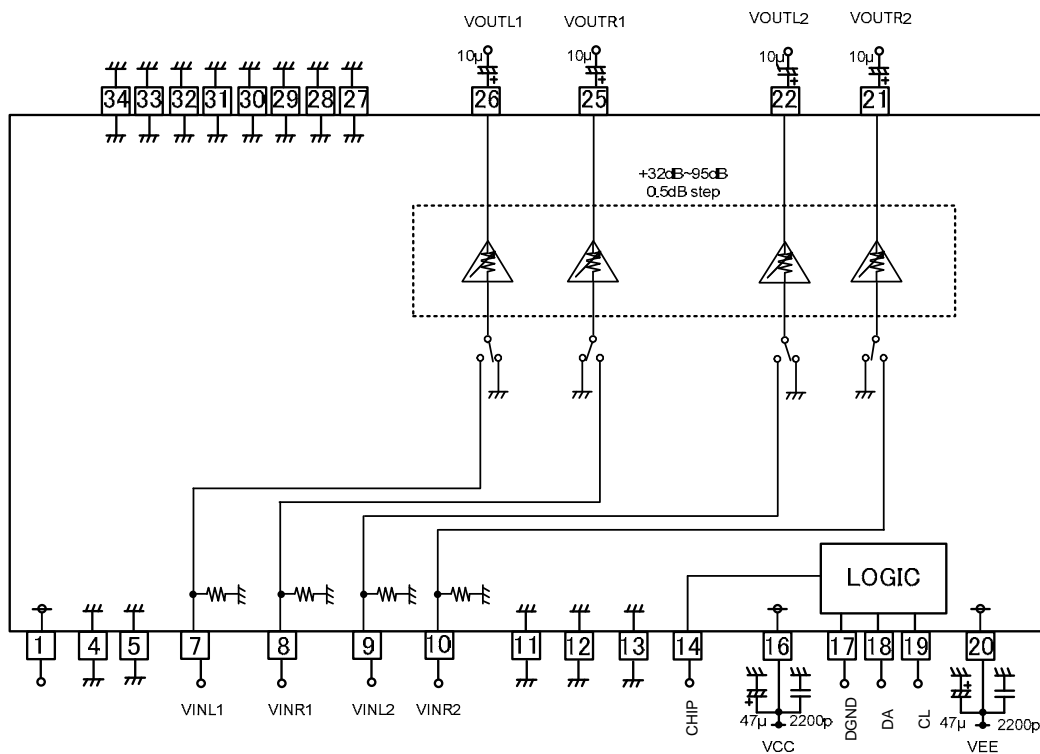 VOUTL1 VOUTR1 VOUTL2 VOUTR2
10μ 10μ 10μ 10μ
34 33 32 31 30 29 28 27 26 25 22 21
+32dB~-95dB
0.5dB step
LOGIC
1 4 5 7 8 9 10 11 12 13 14 16 17 18 19 20
VINL1 VINR1 VINL2 VINR2 CHIP DGND DA CL
47μ 2200p 47μ 2200p
VCC VEE